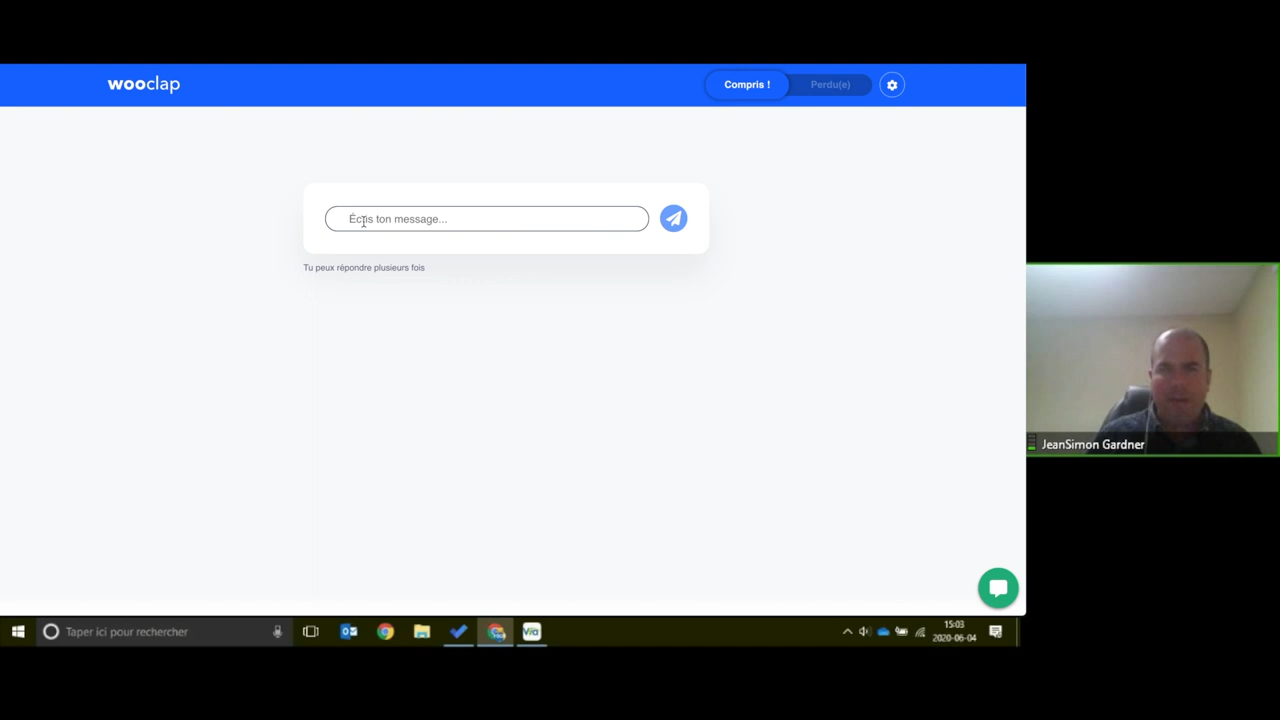 wooclap
Compris !
Perdu(e)
Écris ton message...
Tu peux répondre plusieurs fois
JeanSimon Gardner
Taper ici pour rechercher
Via
15:03
2020-06-04